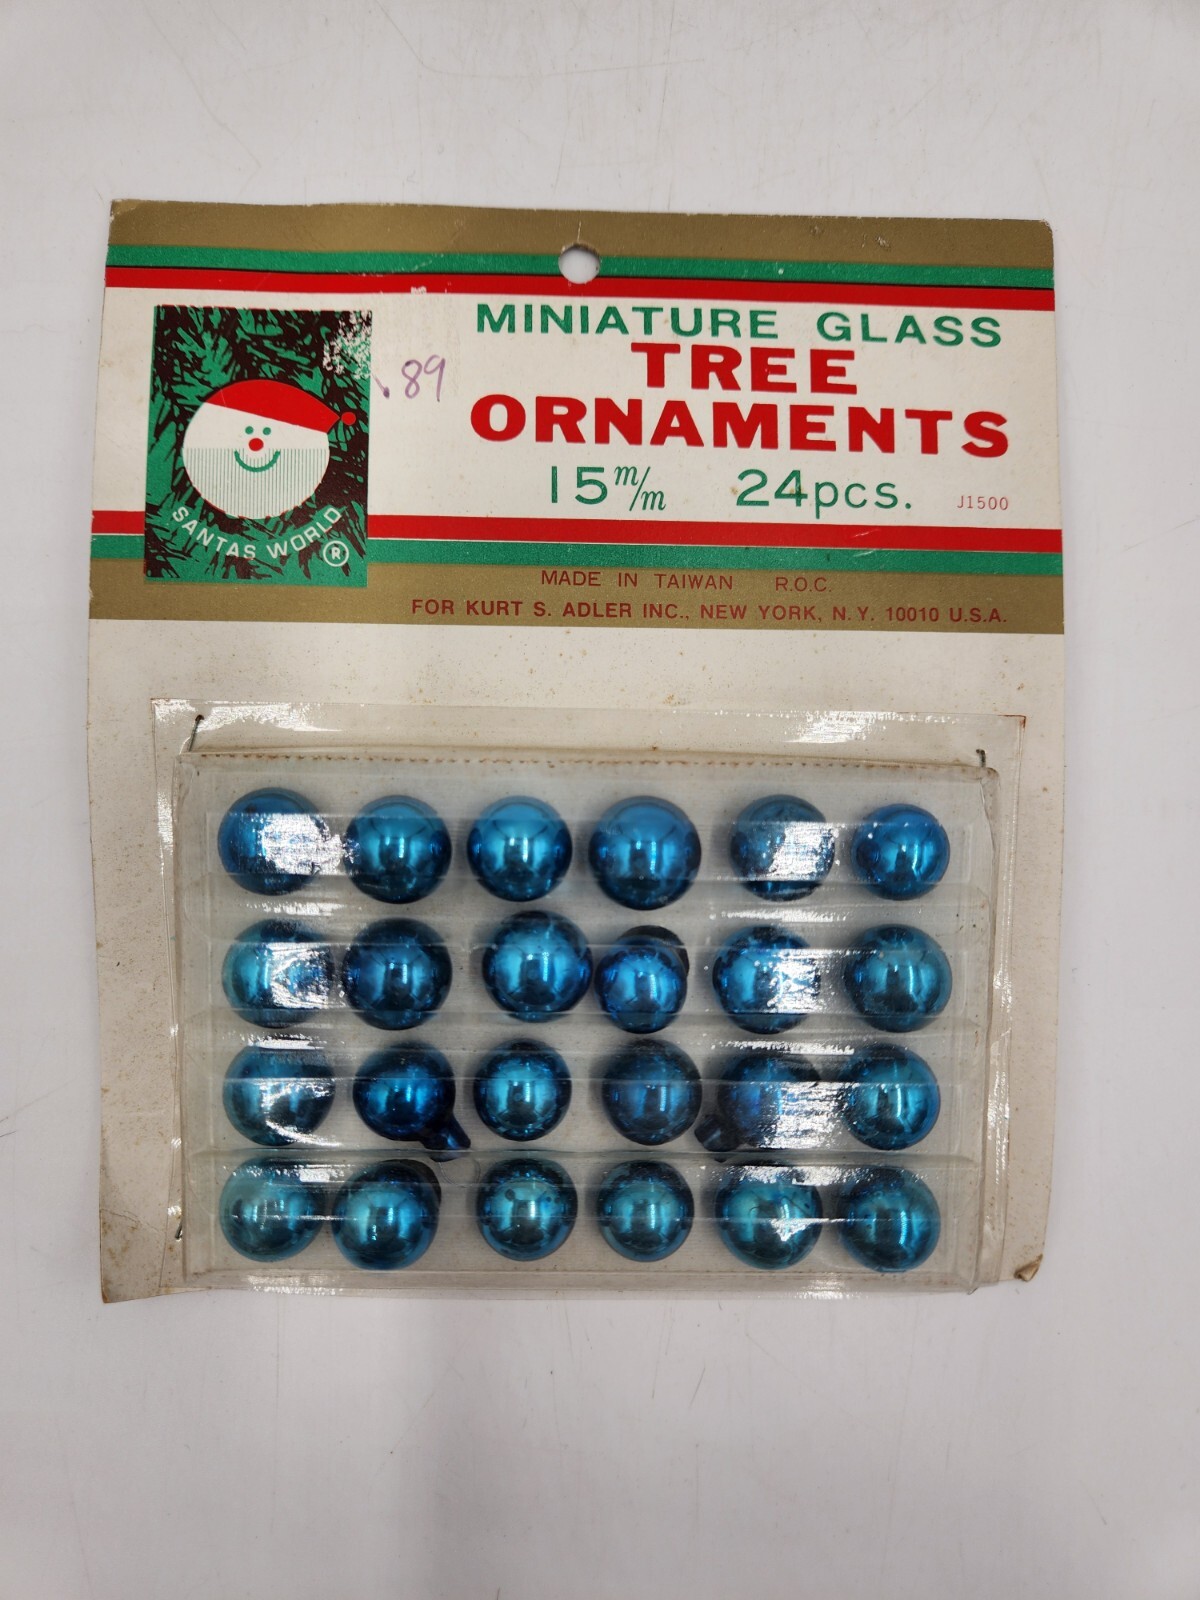 MINIATURE GLASS
TREE
ORNAMENTS
15 m/m 24pcs. J1500
.89
SANTAS WORLD ®
MADE IN TAIWAN R.O.C.
FOR KURT S. ADLER INC., NEW YORK, N.Y. 10010 U.S.A.